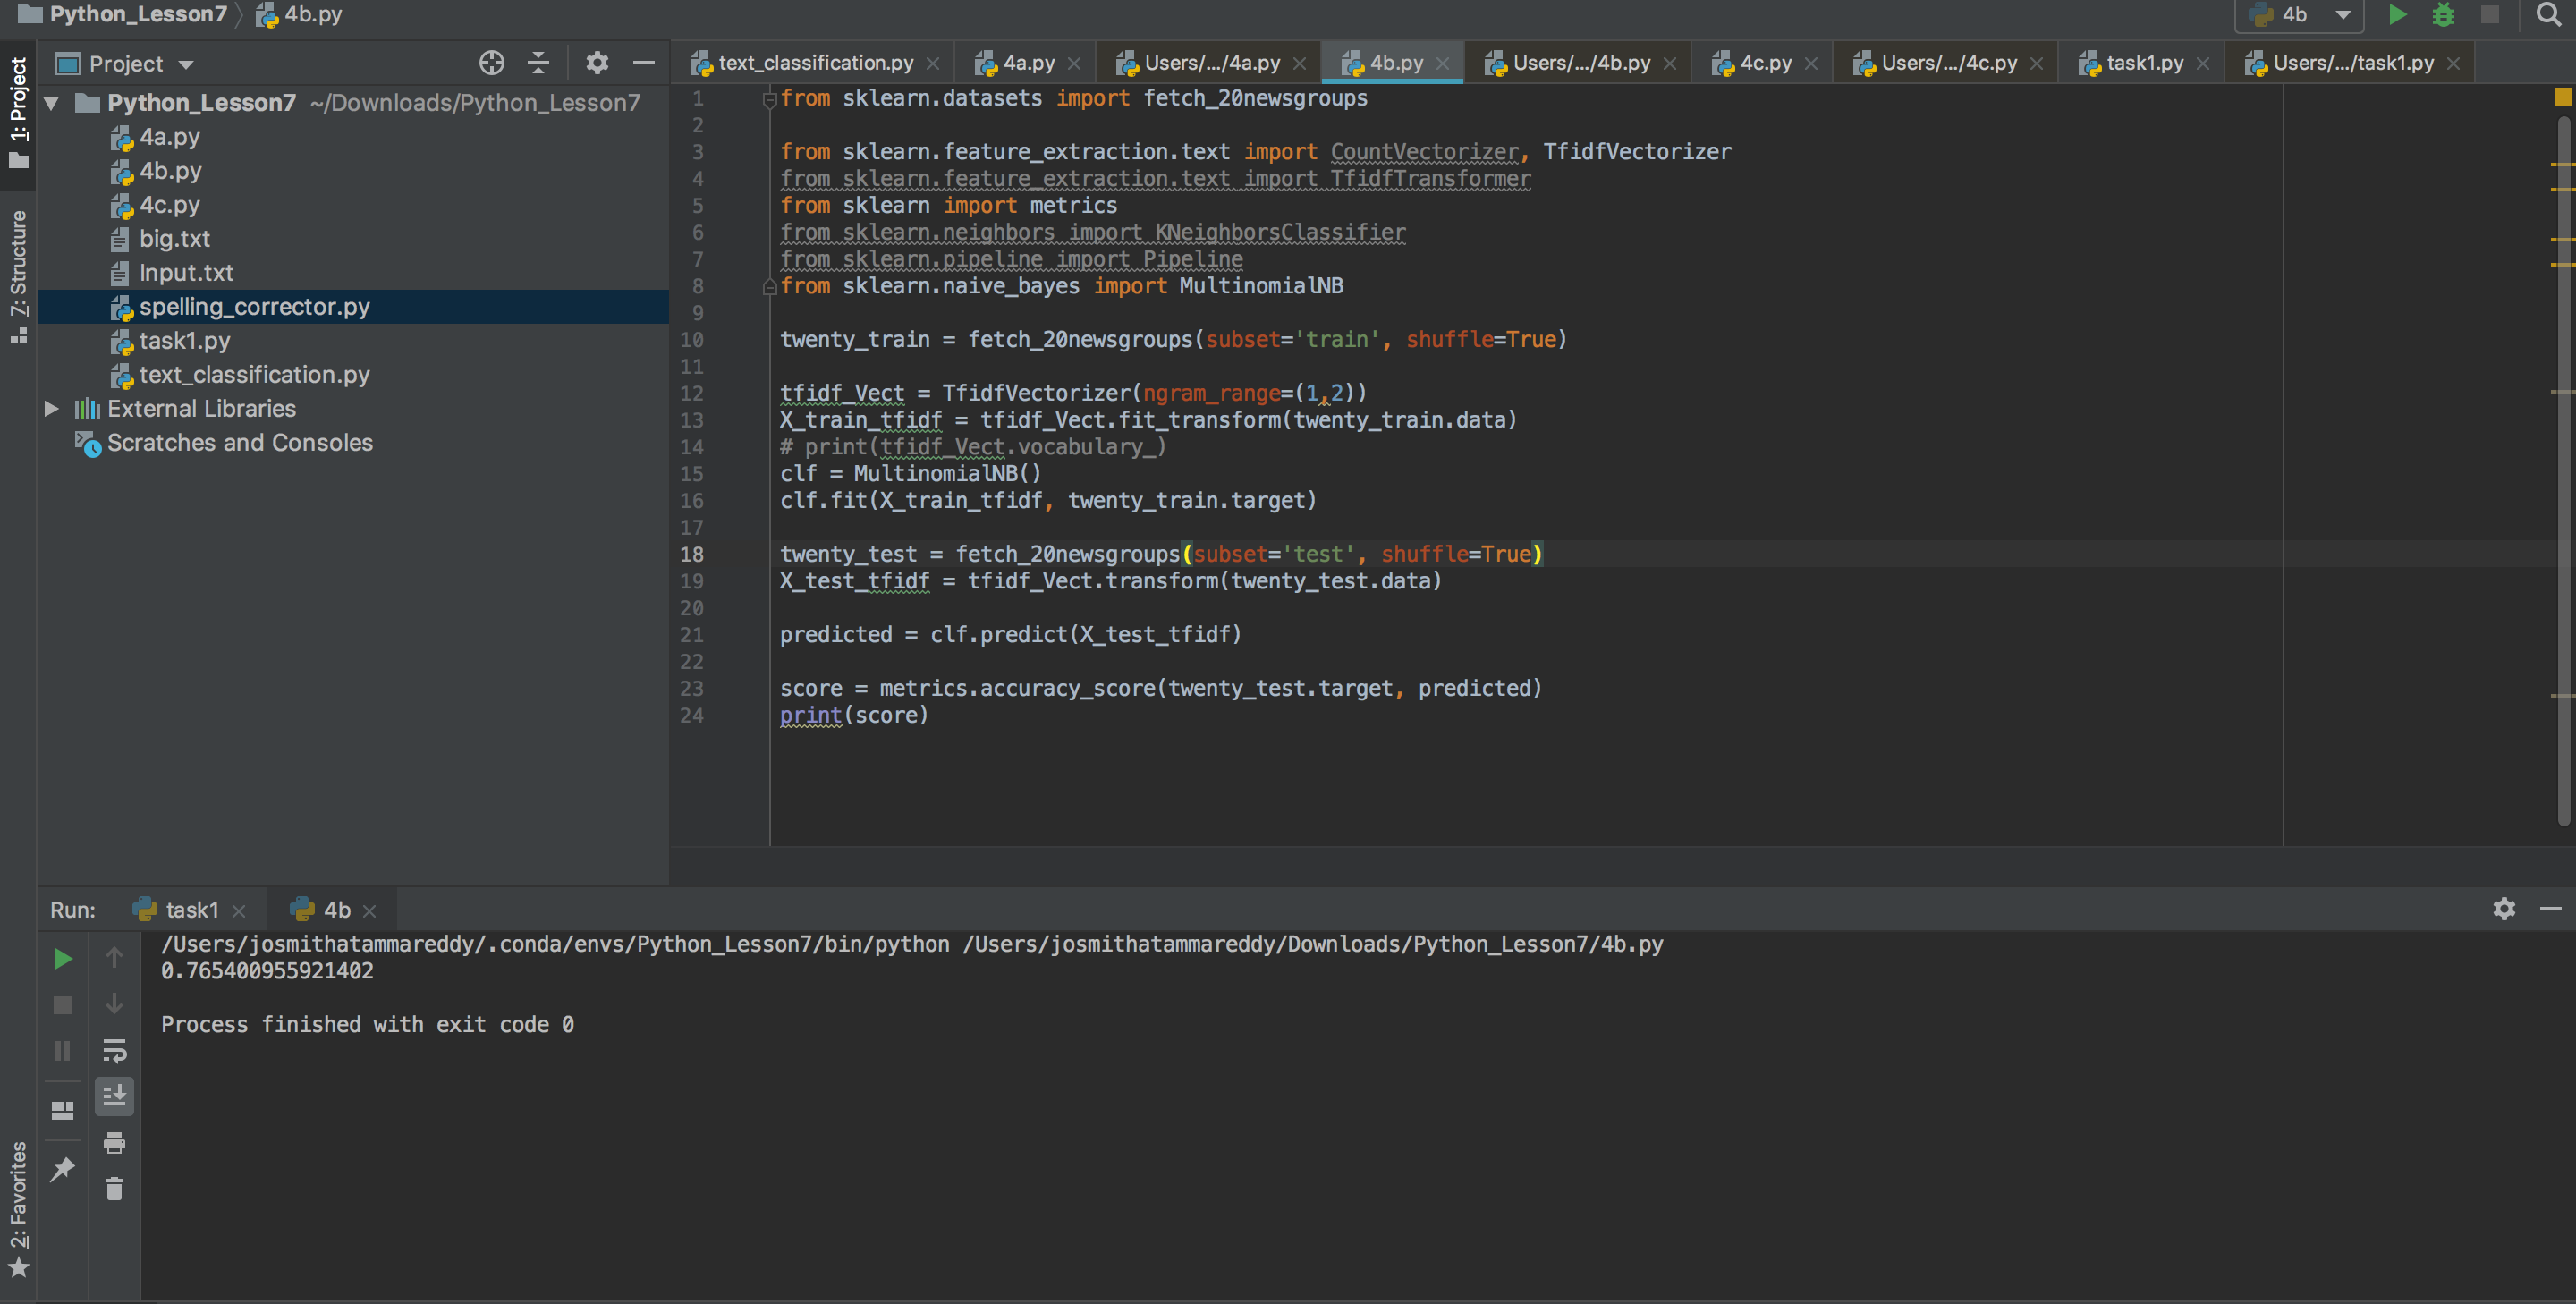 Python_Lesson7 4b.py
4b
1: Project
Project
text_classification.py
4a.py
Users/.../4a.py
4b.py
Users/.../4b.py
4c.py
Users/.../4c.py
task1.py
Users/.../task1.py
Python_Lesson7 ~/Downloads/Python_Lesson7
4a.py
4b.py
4c.py
big.txt
Input.txt
spelling_corrector.py
task1.py
text_classification.py
External Libraries
Scratches and Consoles
Z: Structure
1 from sklearn.datasets import fetch_20newsgroups
2
3 from sklearn.feature_extraction.text import CountVectorizer, TfidfVectorizer
4 from sklearn.feature_extraction.text import TfidfTransformer
5 from sklearn import metrics
6 from sklearn.neighbors import KNeighborsClassifier
7 from sklearn.pipeline import Pipeline
8 from sklearn.naive_bayes import MultinomialNB
9
10 twenty_train = fetch_20newsgroups(subset='train', shuffle=True)
11
12 tfidf_Vect = TfidfVectorizer(ngram_range=(1,2))
13 X_train_tfidf = tfidf_Vect.fit_transform(twenty_train.data)
14 # print(tfidf_Vect.vocabulary_)
15 clf = MultinomialNB()
16 clf.fit(X_train_tfidf, twenty_train.target)
17
18 twenty_test = fetch_20newsgroups(subset='test', shuffle=True)
19 X_test_tfidf = tfidf_Vect.transform(twenty_test.data)
20
21 predicted = clf.predict(X_test_tfidf)
22
23 score = metrics.accuracy_score(twenty_test.target, predicted)
24 print(score)
Run: task1 4b
/Users/josmithatammareddy/.conda/envs/Python_Lesson7/bin/python /Users/josmithatammareddy/Downloads/Python_Lesson7/4b.py
0.765400955921402
Process finished with exit code 0
2: Favorites